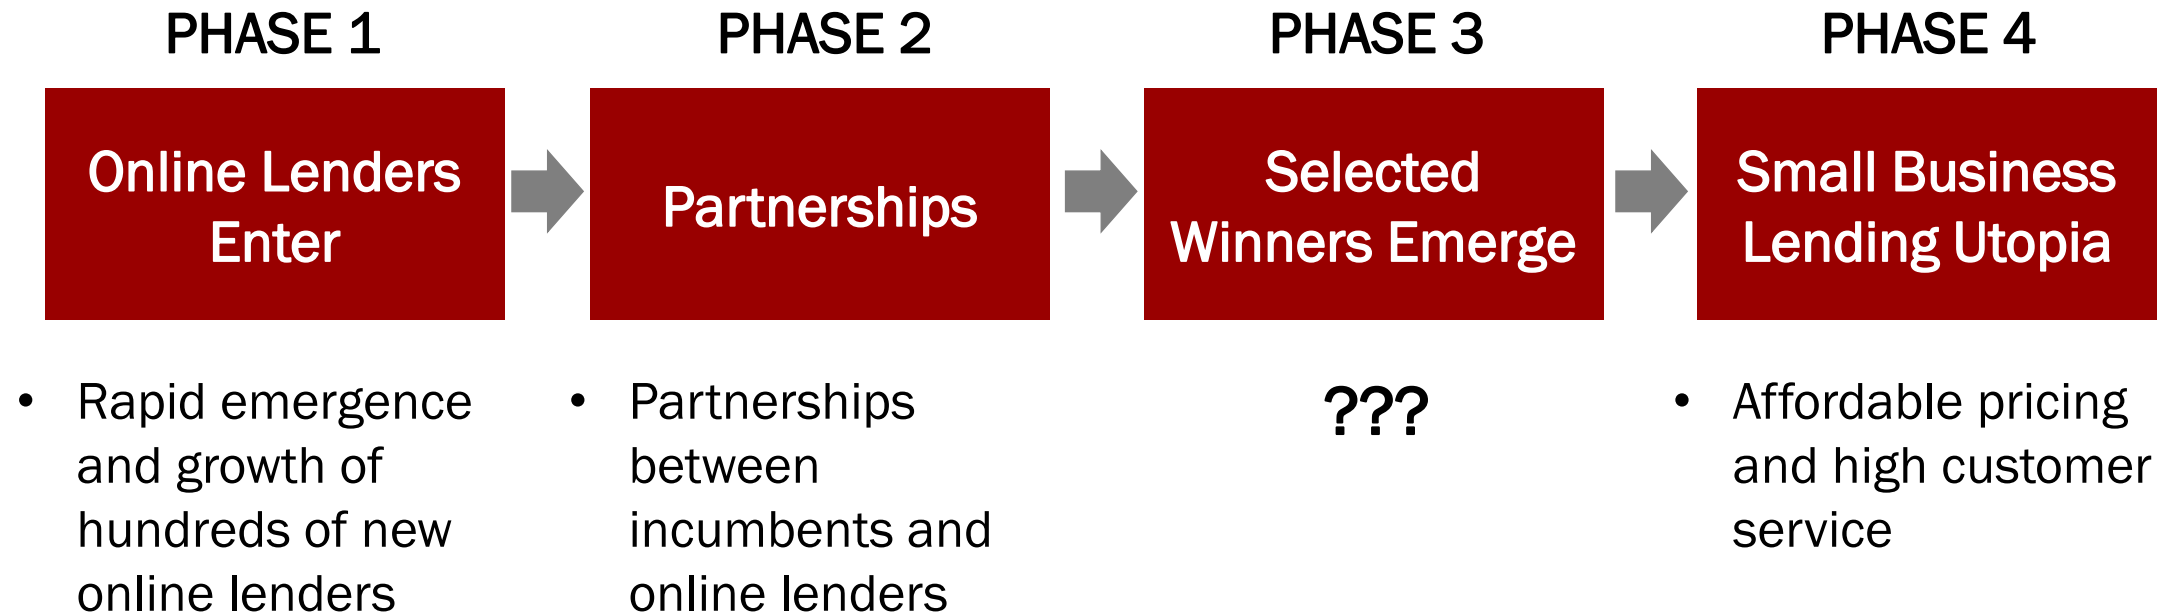 PHASE 1
Online Lenders
Enter
• Rapid emergence
and growth of
hundreds of new
online lenders
PHASE 2
Partnerships
• Partnerships
between
incumbents and
online lenders
PHASE 3
Selected
Winners Emerge
???
PHASE 4
Small Business
Lending Utopia
• Affordable pricing
and high customer
service